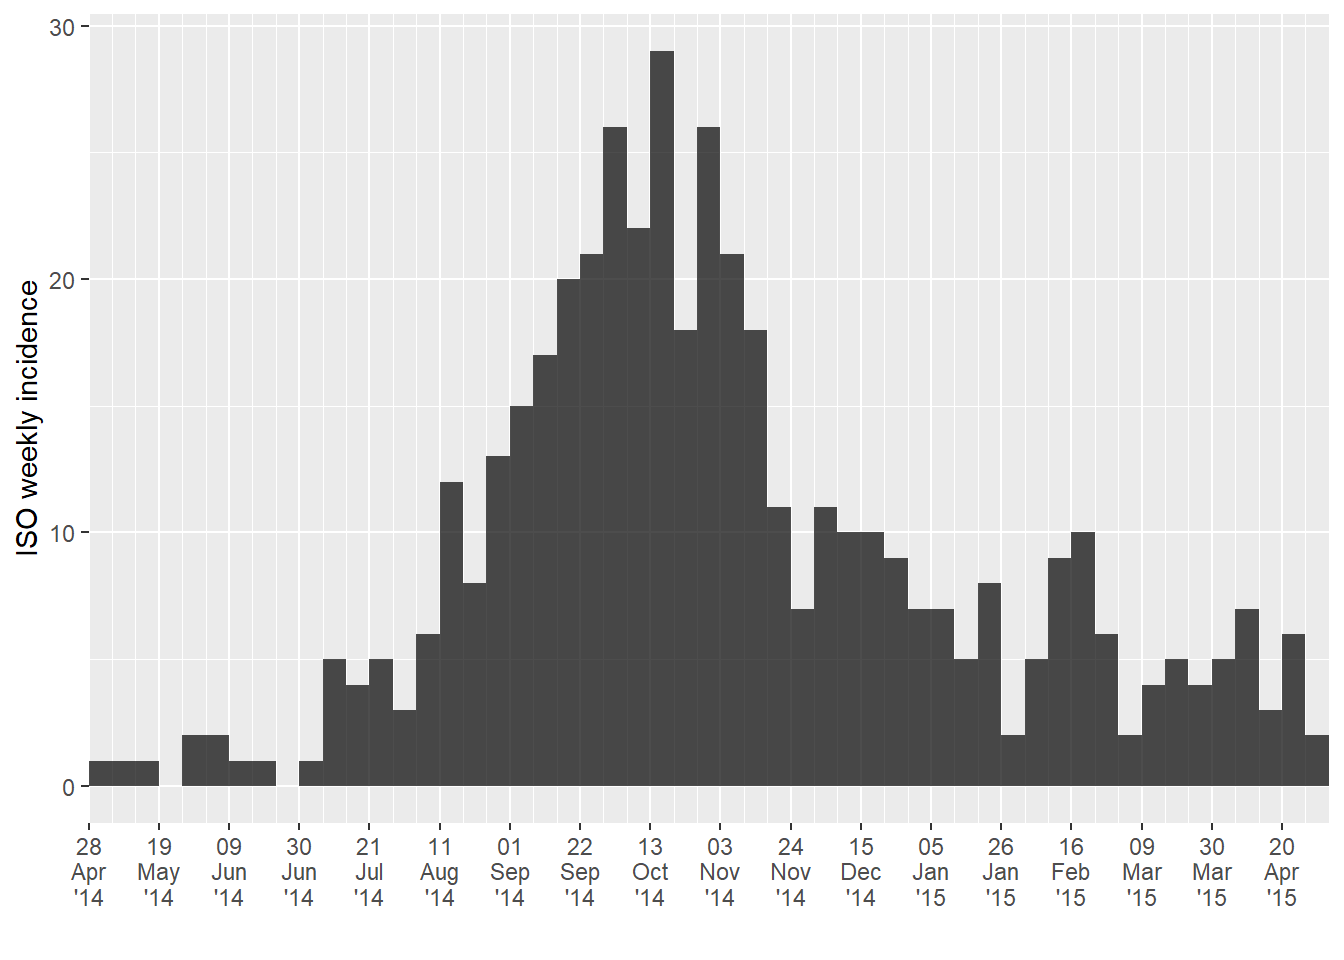 30
20
10
0
ISO weekly incidence
28 19 09 30 21 11 01 22 13 03 24 15 05 26 16 09 30 20
Apr May Jun Jun Jul Aug Sep Sep Oct Nov Nov Dec Jan Jan Feb Mar Mar Apr
'14 '14 '14 '14 '14 '14 '14 '14 '14 '14 '14 '14 '15 '15 '15 '15 '15 '15